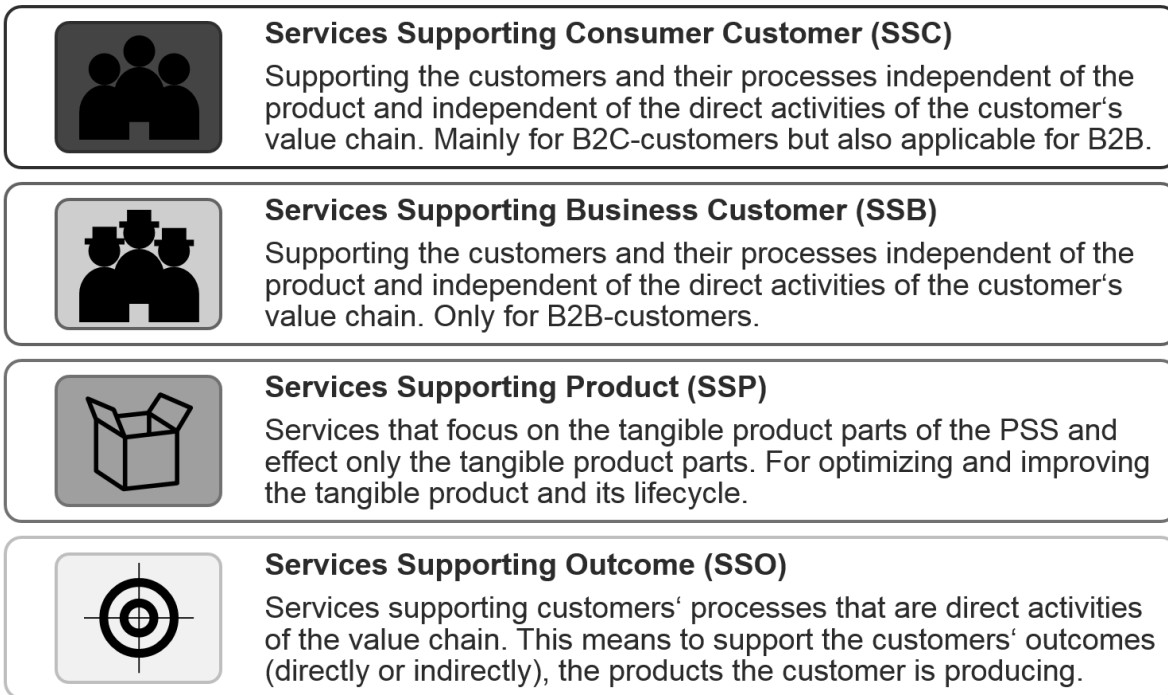 Services Supporting Consumer Customer (SSC)
Supporting the customers and their processes independent of the
product and independent of the direct activities of the customer‘s
value chain. Mainly for B2C-customers but also applicable for B2B.
Services Supporting Business Customer (SSB)
Supporting the customers and their processes independent of the
product and independent of the direct activities of the customer‘s
value chain. Only for B2B-customers.
Services Supporting Product (SSP)
Services that focus on the tangible product parts of the PSS and
effect only the tangible product parts. For optimizing and improving
the tangible product and its lifecycle.
Services Supporting Outcome (SSO)
Services supporting customers‘ processes that are direct activities
of the value chain. This means to support the customers‘ outcomes
(directly or indirectly), the products the customer is producing.